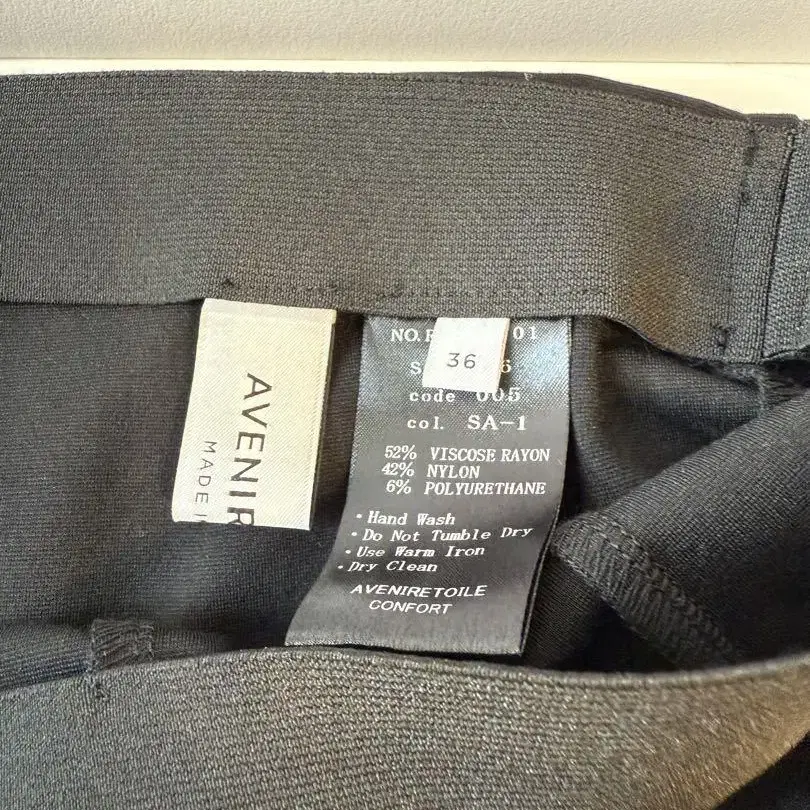 AVENIR
MADE I
NO. 01
36
code 005
col. SA-1
52% VISCOSE RAYON
42% NYLON
6% POLYURETHANE
・Hand Wash
・Do Not Tumble Dry
・Use Warm Iron
・Dry Clean
AVENIRETOILE
CONFORT